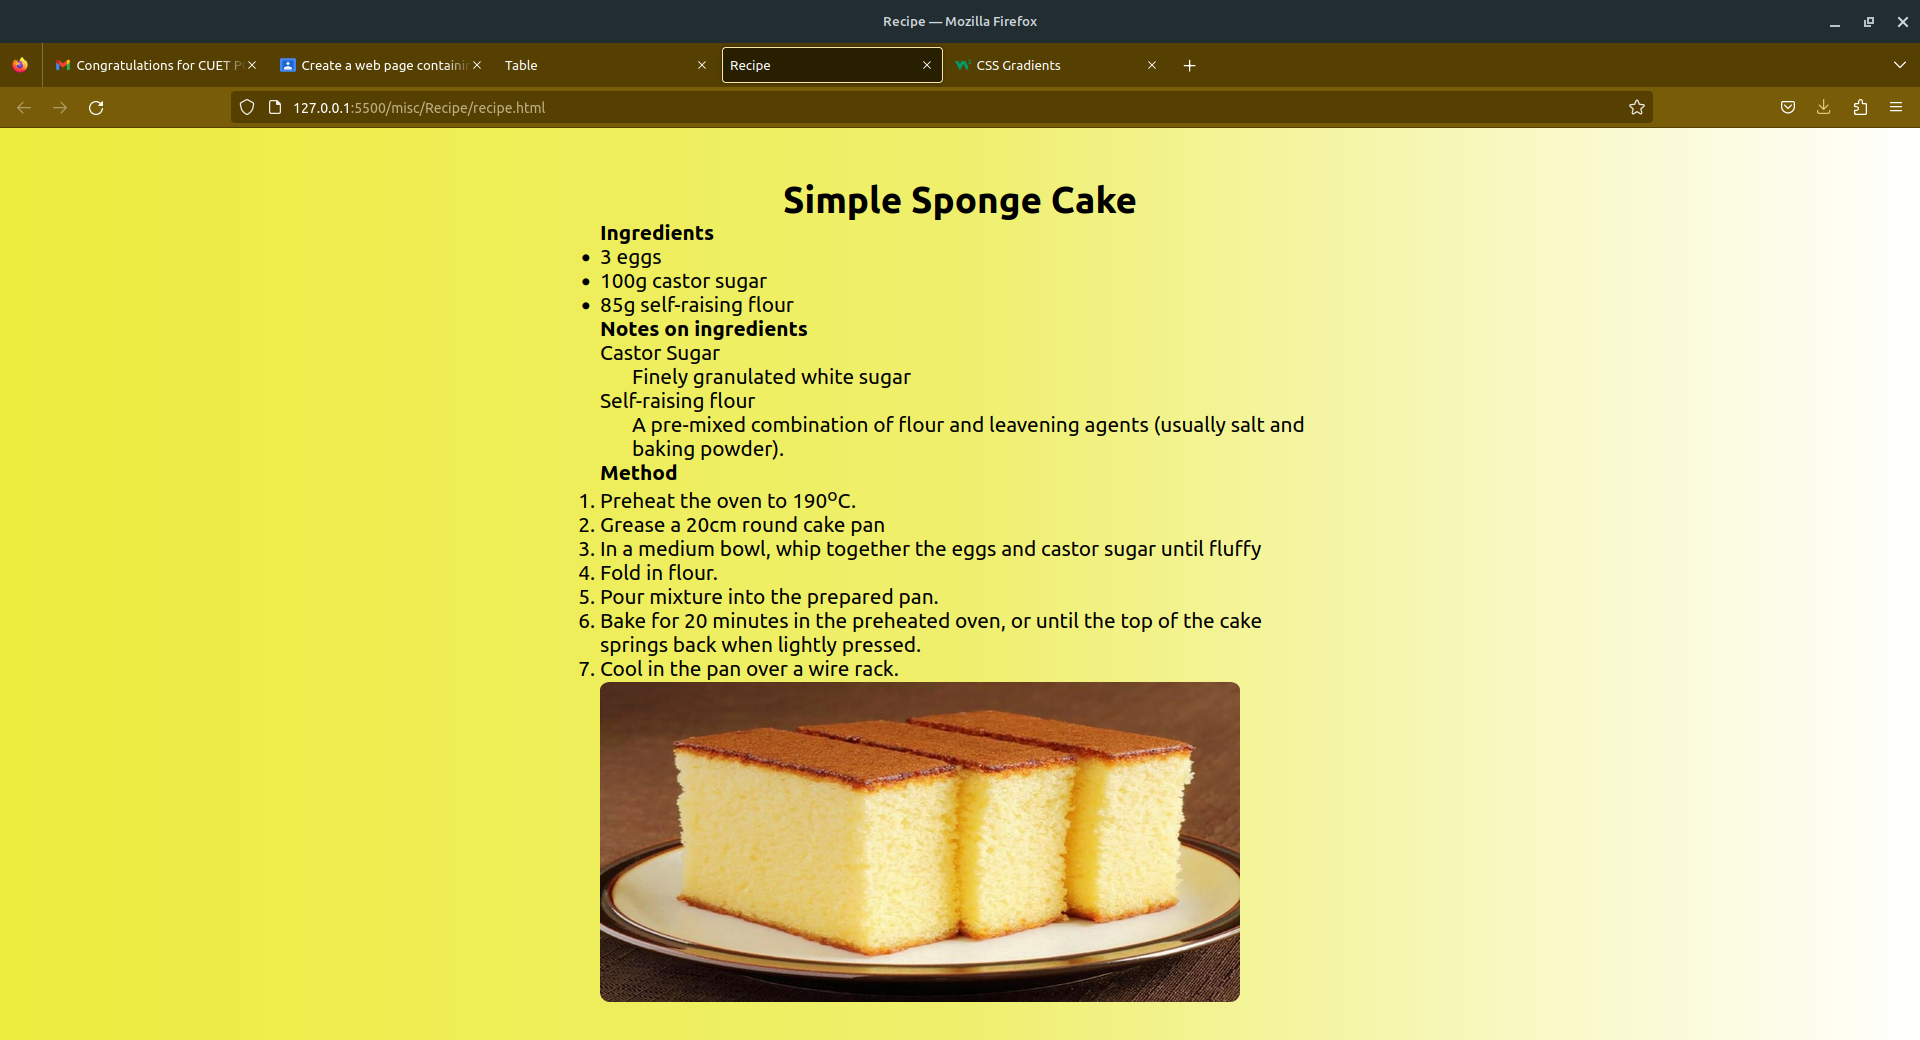 Recipe — Mozilla Firefox
Congratulations for CUET P
Create a web page containin
Table
Recipe
CSS Gradients
127.0.0.1:5500/misc/Recipe/recipe.html
Simple Sponge Cake
Ingredients
• 3 eggs
• 100g castor sugar
• 85g self-raising flour
Notes on ingredients
Castor Sugar
Finely granulated white sugar
Self-raising flour
A pre-mixed combination of flour and leavening agents (usually salt and
baking powder).
Method
1. Preheat the oven to 190ºC.
2. Grease a 20cm round cake pan
3. In a medium bowl, whip together the eggs and castor sugar until fluffy
4. Fold in flour.
5. Pour mixture into the prepared pan.
6. Bake for 20 minutes in the preheated oven, or until the top of the cake
springs back when lightly pressed.
7. Cool in the pan over a wire rack.